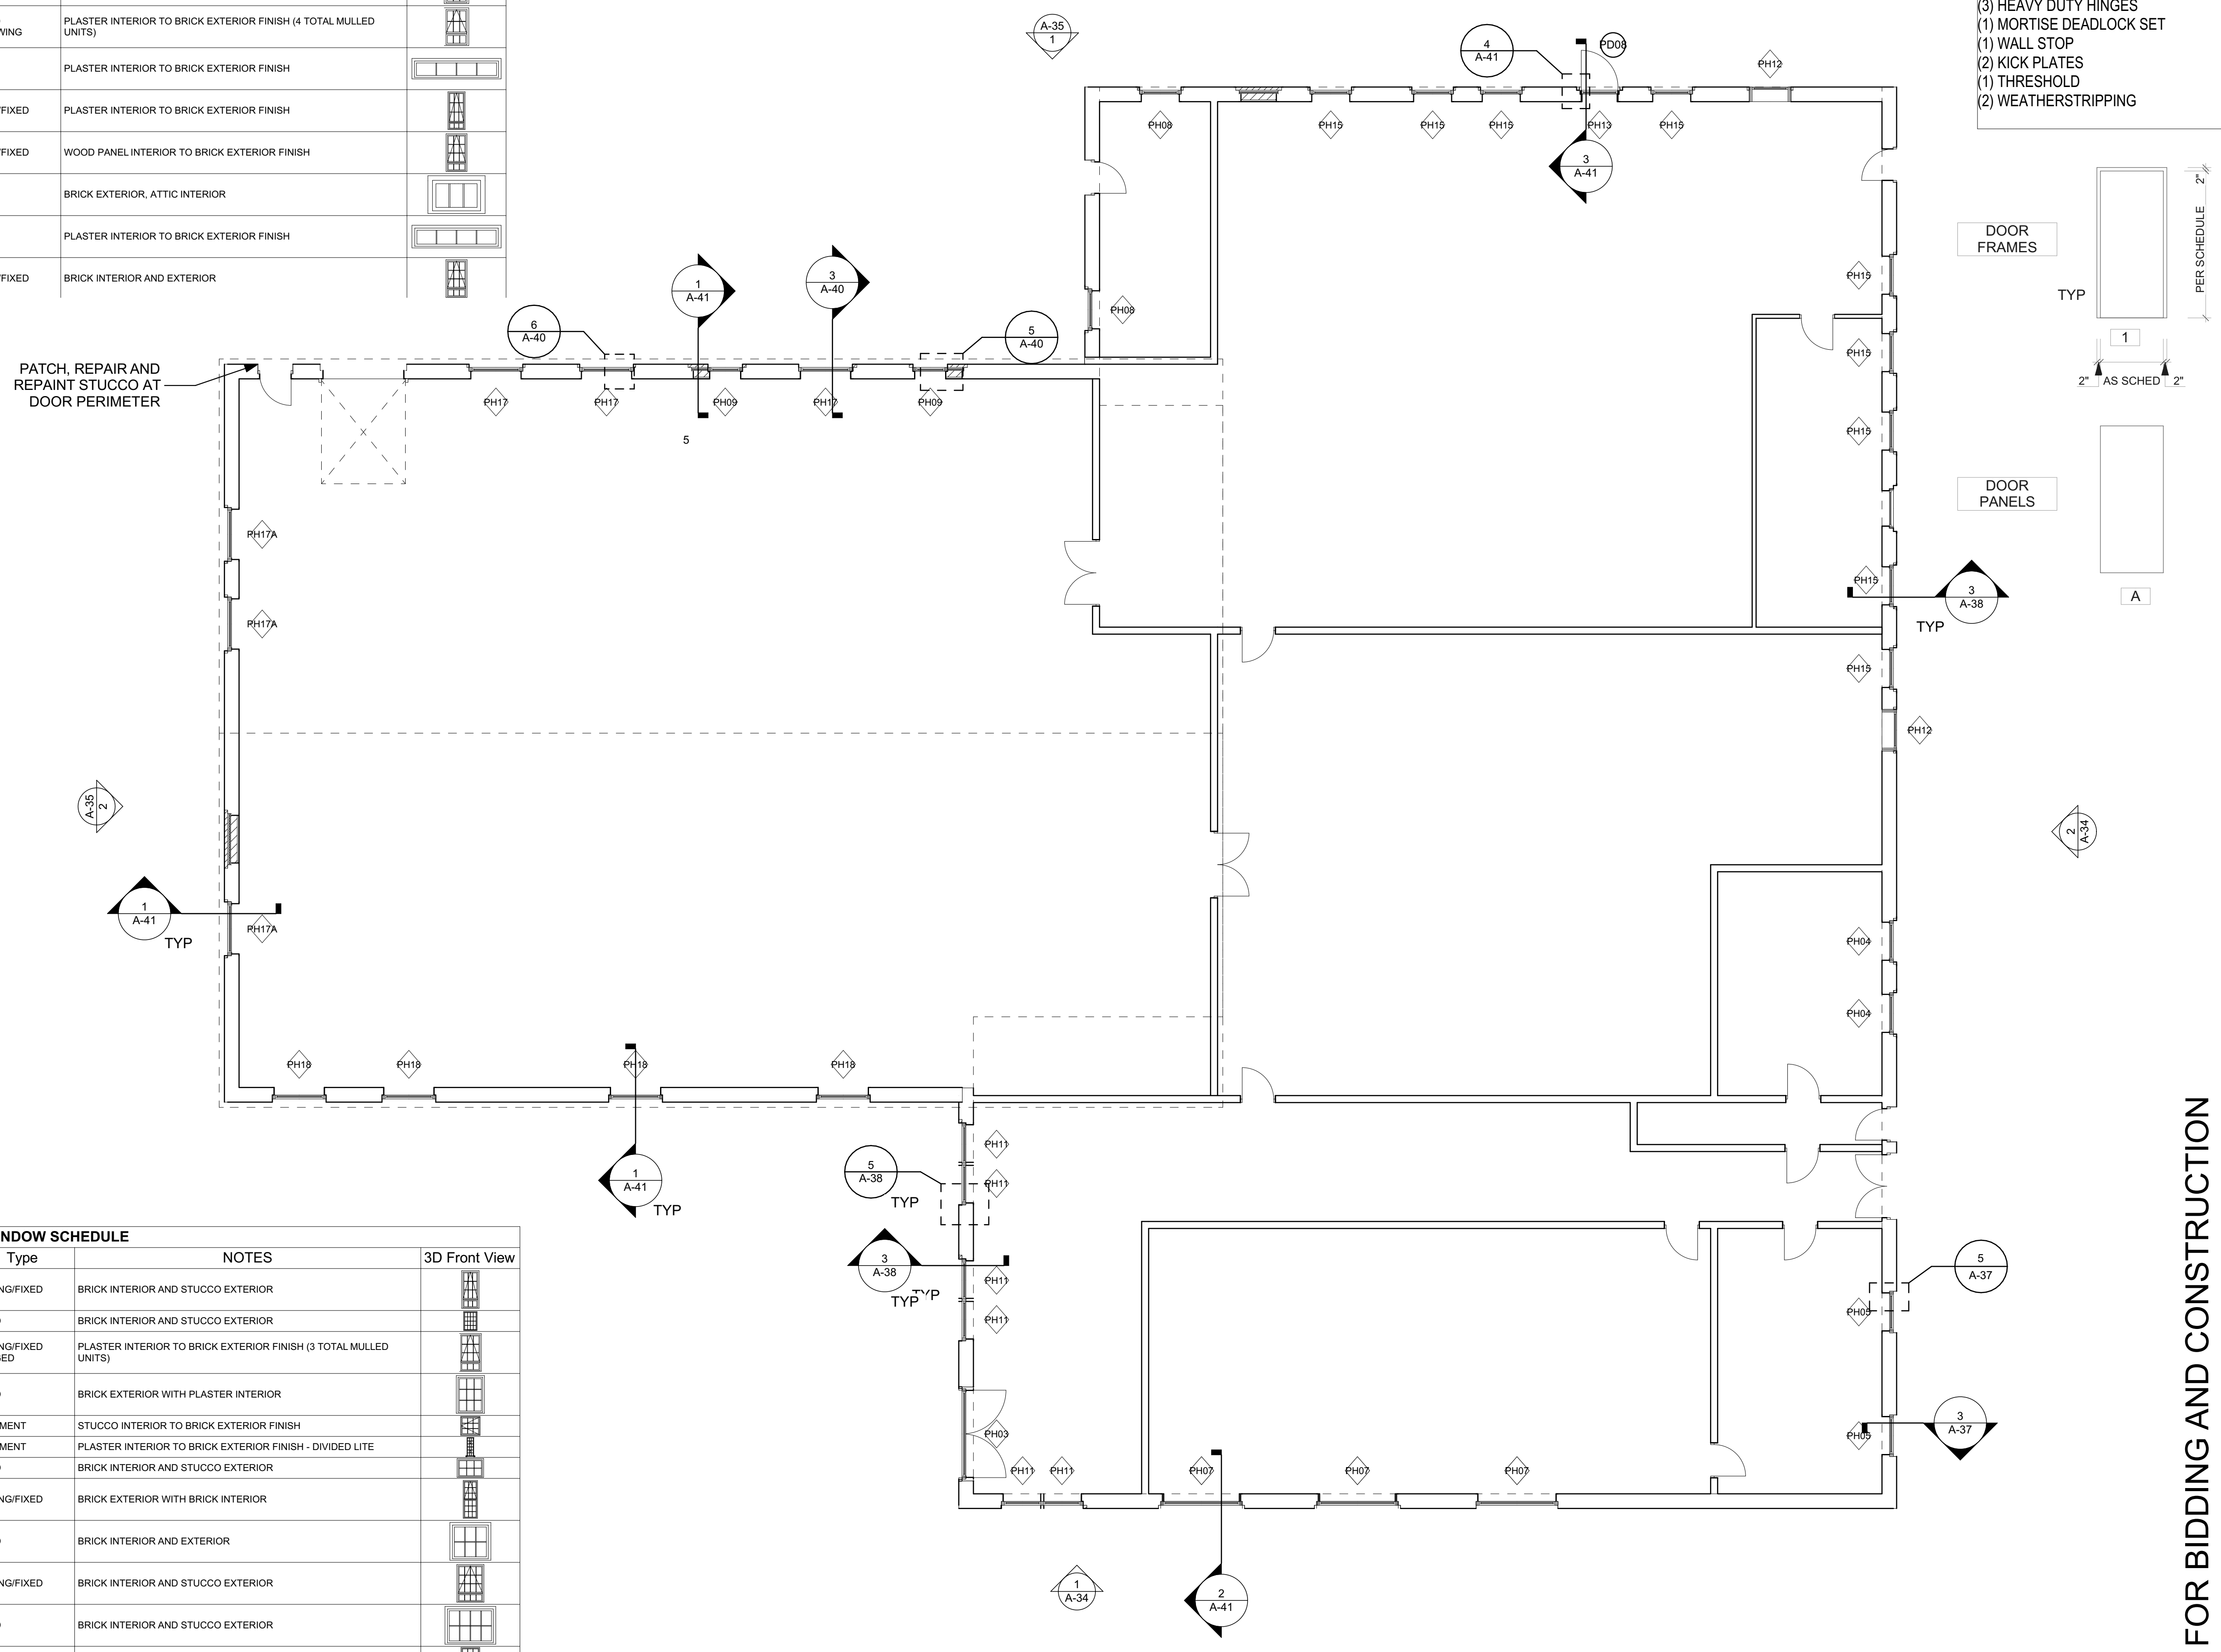 PLASTER INTERIOR TO BRICK EXTERIOR FINISH (4 TOTAL MULLED
UNITS)
PLASTER INTERIOR TO BRICK EXTERIOR FINISH
/FIXED
PLASTER INTERIOR TO BRICK EXTERIOR FINISH
/FIXED
WOOD PANEL INTERIOR TO BRICK EXTERIOR FINISH
BRICK EXTERIOR, ATTIC INTERIOR
PLASTER INTERIOR TO BRICK EXTERIOR FINISH
/FIXED
BRICK INTERIOR AND EXTERIOR
(3) HEAVY DUTY HINGES
(1) MORTISE DEADLOCK SET
(1) WALL STOP
(2) KICK PLATES
(1) THRESHOLD
(2) WEATHERSTRIPPING
A-35
1
4
A-41
PD08
PH12
PH08
PH15
PH15
PH15
PH13
PH15
3
A-41
2"
PER SCHEDULE
DOOR
FRAMES
TYP
1
2"
AS SCHED
2"
DOOR
PANELS
A
PH15
PH08
1
A-41
3
A-40
6
A-40
5
A-40
PATCH, REPAIR AND
REPAINT STUCCO AT
DOOR PERIMETER
PH17
PH17
PH09
PH17
PH09
5
PH15
PH15
PH17A
PH17A
PH15
3
A-38
TYP
PH15
PH12
A-35
2
2
A-34
1
A-41
TYP
PH17A
PH04
PH04
PH18
PH18
PH18
PH18
1
A-41
TYP
PH11
PH11
5
A-38
TYP
3
A-38
TYP
TYP
PH11
PH11
PH03
PH11
PH11
PH07
PH07
PH07
5
A-37
PH05
3
A-37
PH05
1
A-34
2
A-41
FOR BIDDING AND CONSTRUCTION
NDOW SCHEDULE
Type
NOTES
3D Front View
NG/FIXED
BRICK INTERIOR AND STUCCO EXTERIOR
BRICK INTERIOR AND STUCCO EXTERIOR
NG/FIXED
PLASTER INTERIOR TO BRICK EXTERIOR FINISH (3 TOTAL MULLED
UNITS)
BRICK EXTERIOR WITH PLASTER INTERIOR
MENT
STUCCO INTERIOR TO BRICK EXTERIOR FINISH
MENT
PLASTER INTERIOR TO BRICK EXTERIOR FINISH - DIVIDED LITE
BRICK INTERIOR AND STUCCO EXTERIOR
NG/FIXED
BRICK EXTERIOR WITH BRICK INTERIOR
BRICK INTERIOR AND EXTERIOR
NG/FIXED
BRICK INTERIOR AND STUCCO EXTERIOR
BRICK INTERIOR AND STUCCO EXTERIOR